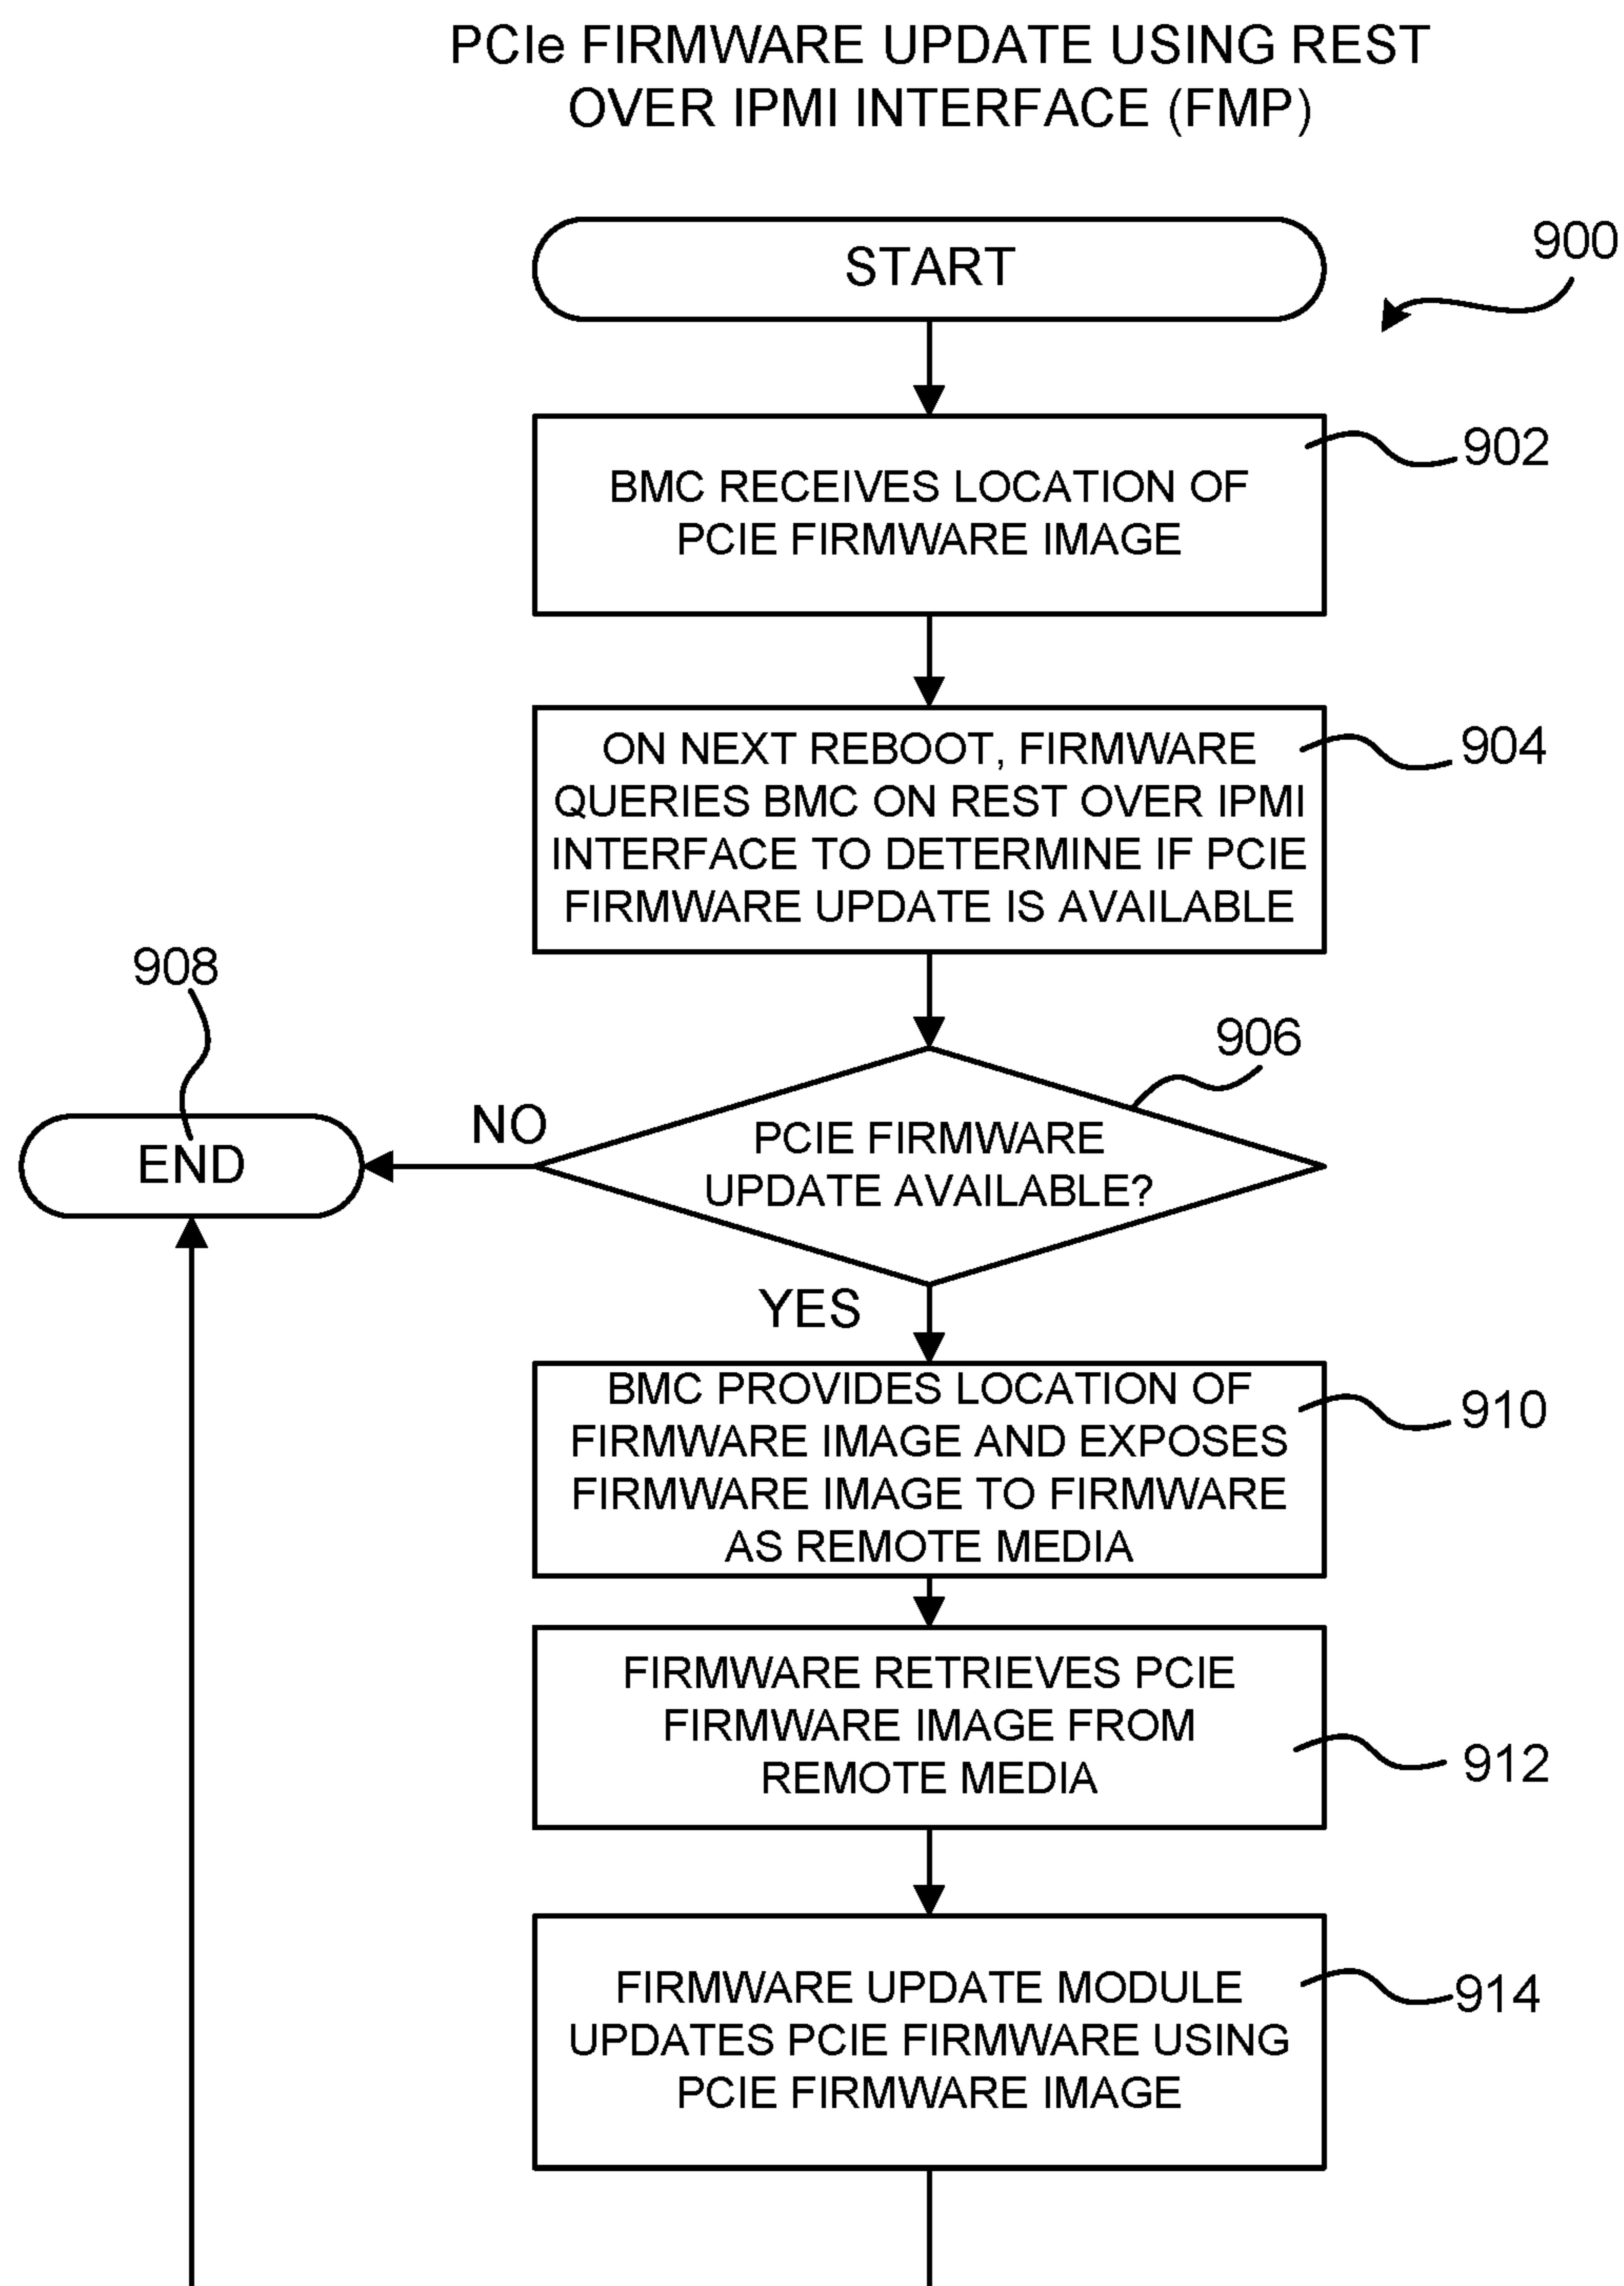 PCIe FIRMWARE UPDATE USING REST
OVER IPMI INTERFACE (FMP)
START
900
902
BMC RECEIVES LOCATION OF
PCIE FIRMWARE IMAGE
904
ON NEXT REBOOT, FIRMWARE
QUERIES BMC ON REST OVER IPMI
INTERFACE TO DETERMINE IF PCIE
FIRMWARE UPDATE IS AVAILABLE
908
906
END
NO
PCIE FIRMWARE
UPDATE AVAILABLE?
YES
910
BMC PROVIDES LOCATION OF
FIRMWARE IMAGE AND EXPOSES
FIRMWARE IMAGE TO FIRMWARE
AS REMOTE MEDIA
FIRMWARE RETRIEVES PCIE
FIRMWARE IMAGE FROM
REMOTE MEDIA
912
FIRMWARE UPDATE MODULE
UPDATES PCIE FIRMWARE USING
PCIE FIRMWARE IMAGE
914